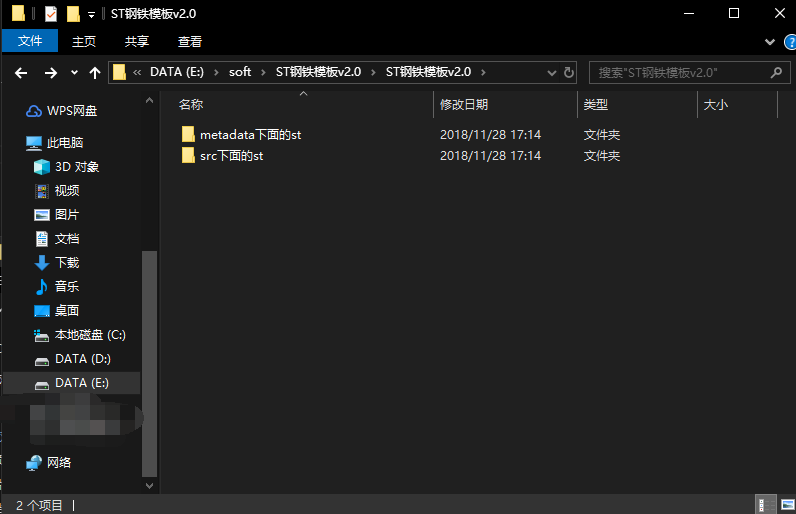 ST钢铁模板v2.0
文件 主页 共享 查看
« DATA (E:) › soft › ST钢铁模板v2.0 › ST钢铁模板v2.0 ›
搜索"ST钢铁模板v2.0"
名称 修改日期 类型 大小
metadata下面的st 2018/11/28 17:14 文件夹
src下面的st 2018/11/28 17:14 文件夹
WPS网盘
此电脑
3D 对象
视频
图片
文档
下载
音乐
桌面
本地磁盘 (C:)
DATA (D:)
DATA (E:)
网络
2 个项目